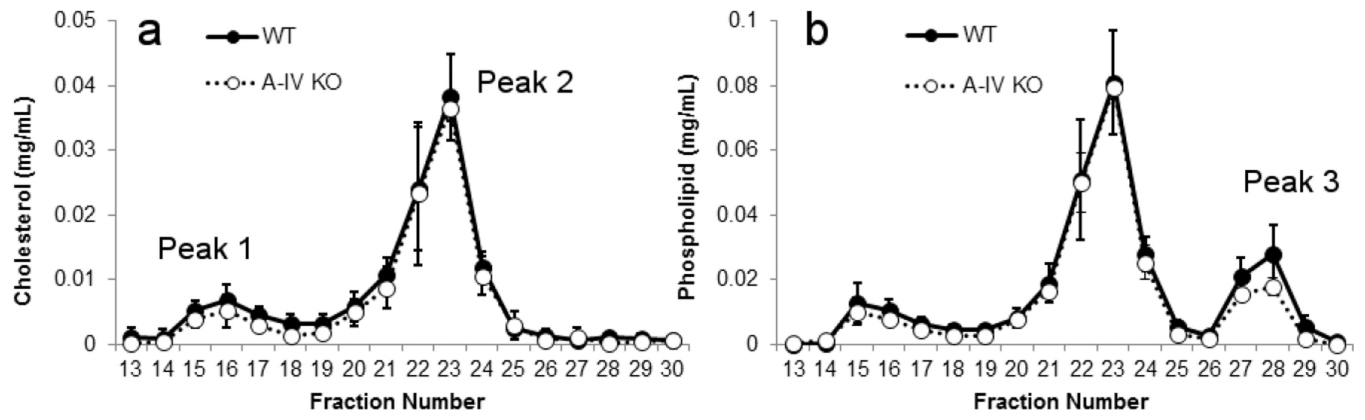 a
WT
A-IV KO
Peak 1
Peak 2
Cholesterol (mg/mL)
0.05
0.04
0.03
0.02
0.01
0
13 14 15 16 17 18 19 20 21 22 23 24 25 26 27 28 29 30
Fraction Number
b
WT
A-IV KO
Peak 3
Phospholipid (mg/mL)
0.1
0.08
0.06
0.04
0.02
0
13 14 15 16 17 18 19 20 21 22 23 24 25 26 27 28 29 30
Fraction Number